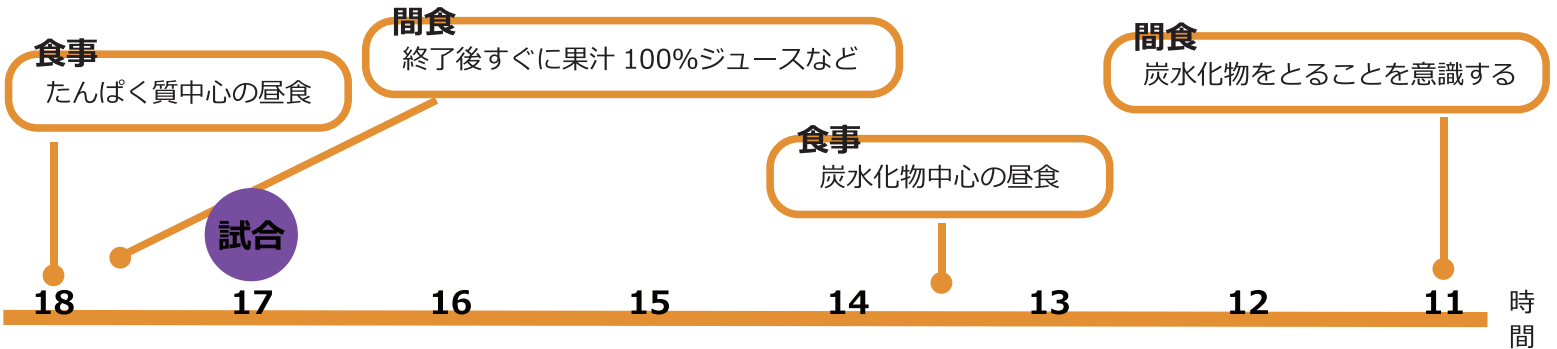 食事
たんぱく質中心の昼食
間食
終了後すぐに果汁100%ジュースなど
食事
炭水化物中心の昼食
間食
炭水化物をとることを意識する
試合
18 17 16 15 14 13 12 11
時
間